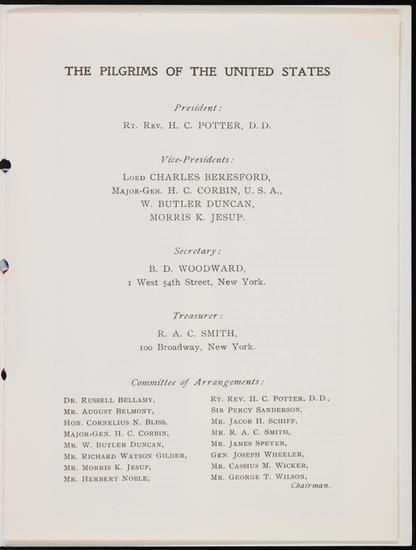 THE PILGRIMS OF THE UNITED STATES
President:
Rt. Rev. H. C. POTTER, D. D.
Vice-Presidents:
Lord CHARLES BERESFORD,
Major-Gen. H. C. CORBIN, U. S. A.,
W. BUTLER DUNCAN,
MORRIS K. JESUP.
Secretary:
B. D. WOODWARD,
1 West 54th Street, New York.
Treasurer:
R. A. C. SMITH,
100 Broadway, New York.
Committee of Arrangements:
Dr. Russell Bellamy,
Mr. August Belmont,
Hon. Cornelius N. Bliss,
Major-Gen. H. C. Corbin,
Mr. W. Butler Duncan,
Mr. Richard Watson Gilder,
Mr. Morris K. Jesup,
Mr. Herbert Noble,
Rt. Rev. H. C. Potter, D. D.,
Sir Percy Sanderson,
Mr. Jacob H. Schiff,
Mr. R. A. C. Smith,
Mr. James Speyer,
Gen. Joseph Wheeler,
Mr. Cassius M. Wicker,
Mr. George T. Wilson,
Chairman.